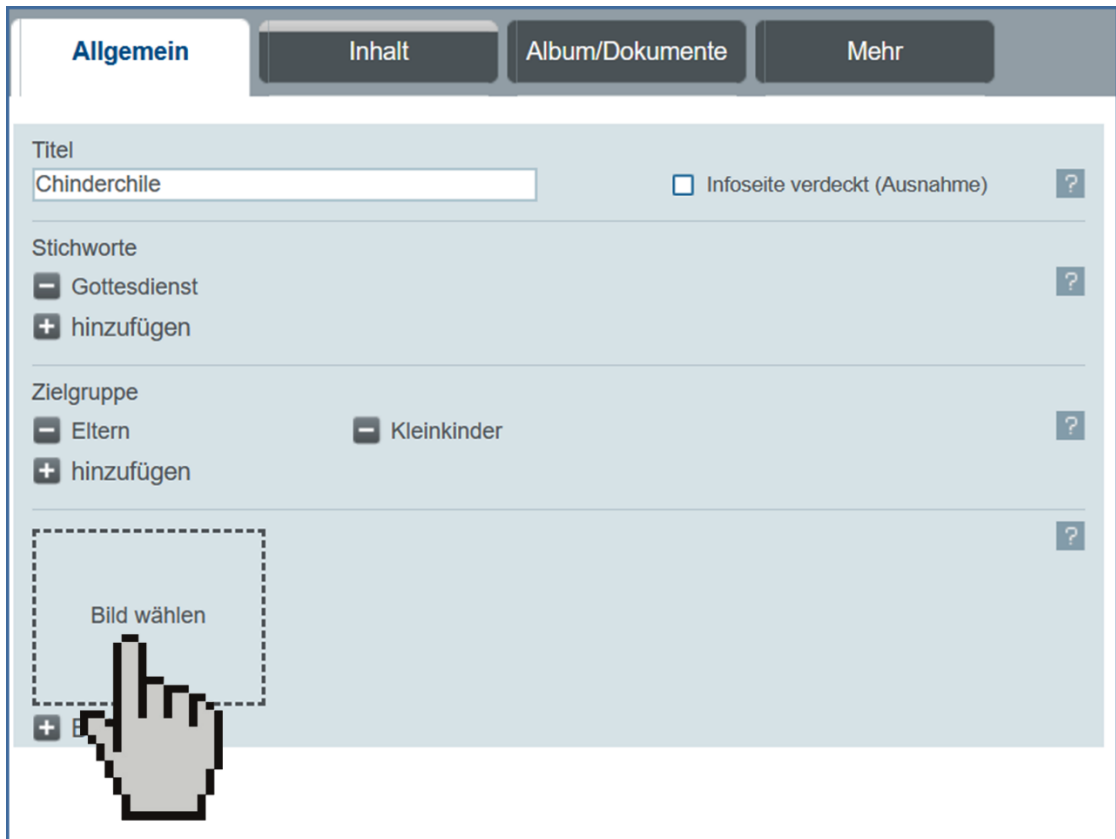 Allgemein
Inhalt
Album/Dokumente
Mehr
Titel
Chinderchile
Infoseite verdeckt (Ausnahme)
?
Stichworte
Gottesdienst
?
hinzufügen
Zielgruppe
Eltern
Kleinkinder
?
hinzufügen
?
Bild wählen